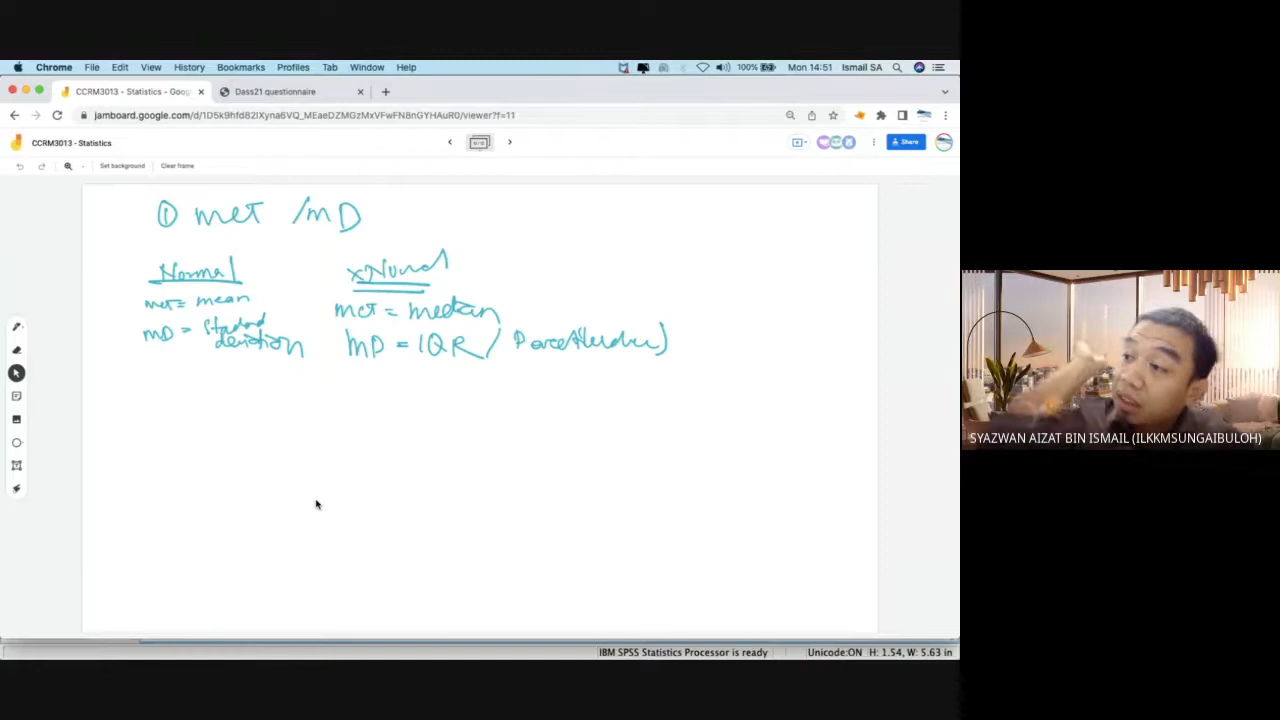 Chrome File Edit View History Bookmarks Profiles Tab Window Help 100% Mon 14:51 Ismail SA
CCRM3013 - Statistics - Goog
Dass21 questionnaire
jamboard.google.com/d/1D5k9hfd82IXyna6VQ_MEaeDZMGzMxVFwFN8nGYHAuR0/viewer?f=11
CCRM3013 - Statistics
Share
Set background
Clear frame
① mct /mD
Normal
xNormal
mct = mean
mct = median
mD = Standard
deviation
mD = IQR /
SYAZWAN AIZAT BIN ISMAIL (ILKKMSUNGAIBULOH)
IBM SPSS Statistics Processor is ready Unicode:ON H: 1.54, W: 5.63 in